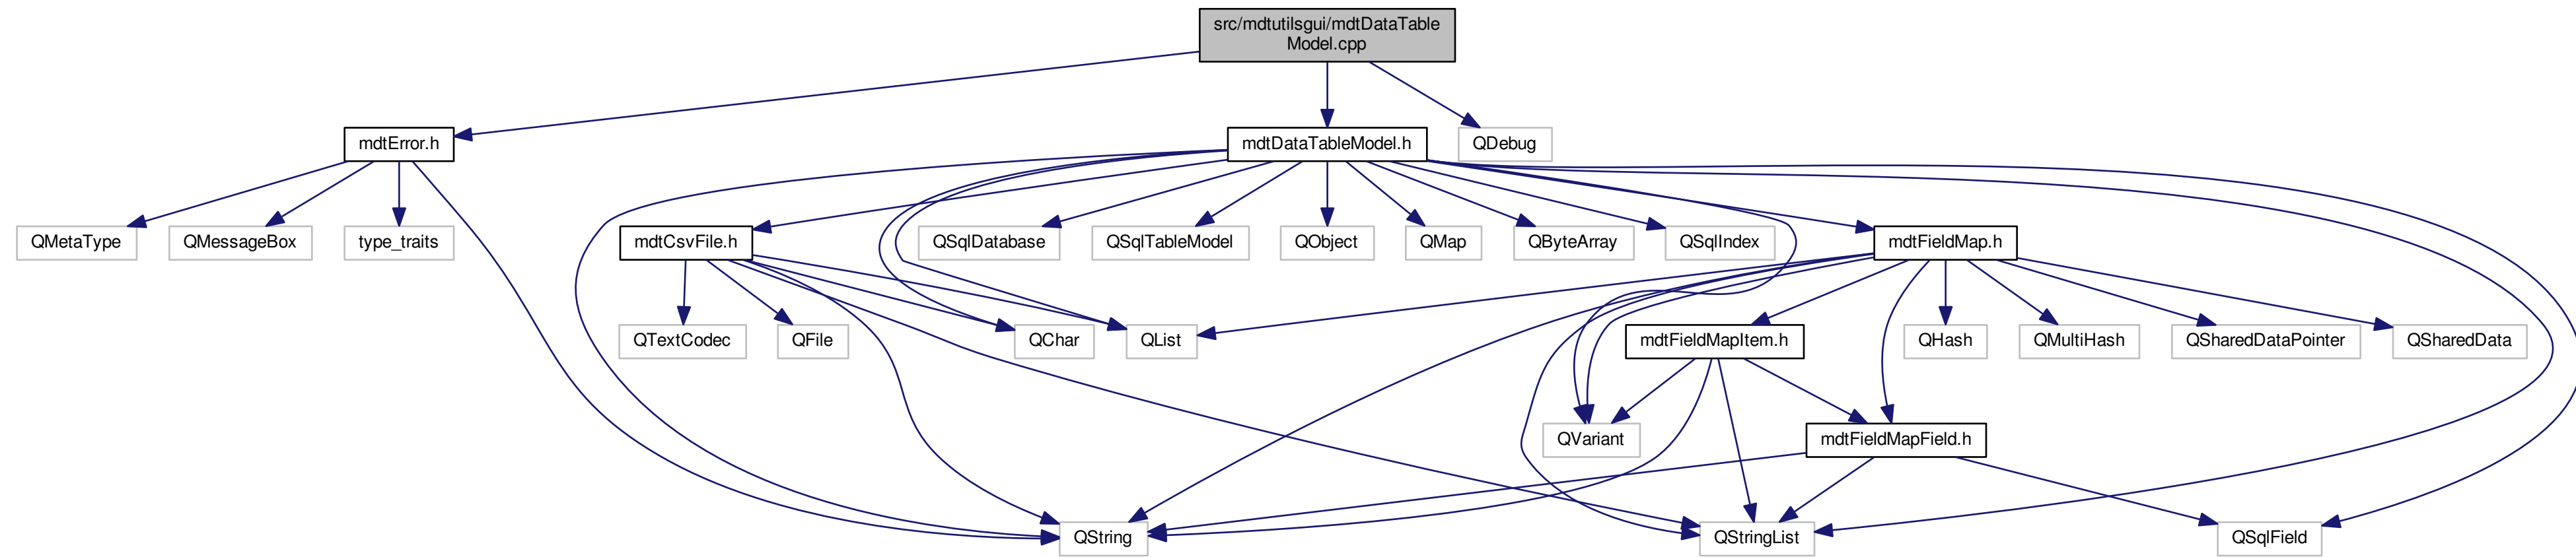 src/mdtutilsgui/mdtDataTable
Model.cpp
mdtError.h
mdtDataTableModel.h
QDebug
QMetaType
QMessageBox
type_traits
mdtCsvFile.h
QSqlDatabase
QSqlTableModel
QObject
QMap
QByteArray
QSqlIndex
mdtFieldMap.h
QTextCodec
QFile
QChar
QList
mdtFieldMapItem.h
QHash
QMultiHash
QSharedDataPointer
QSharedData
QVariant
mdtFieldMapField.h
QString
QStringList
QSqlField